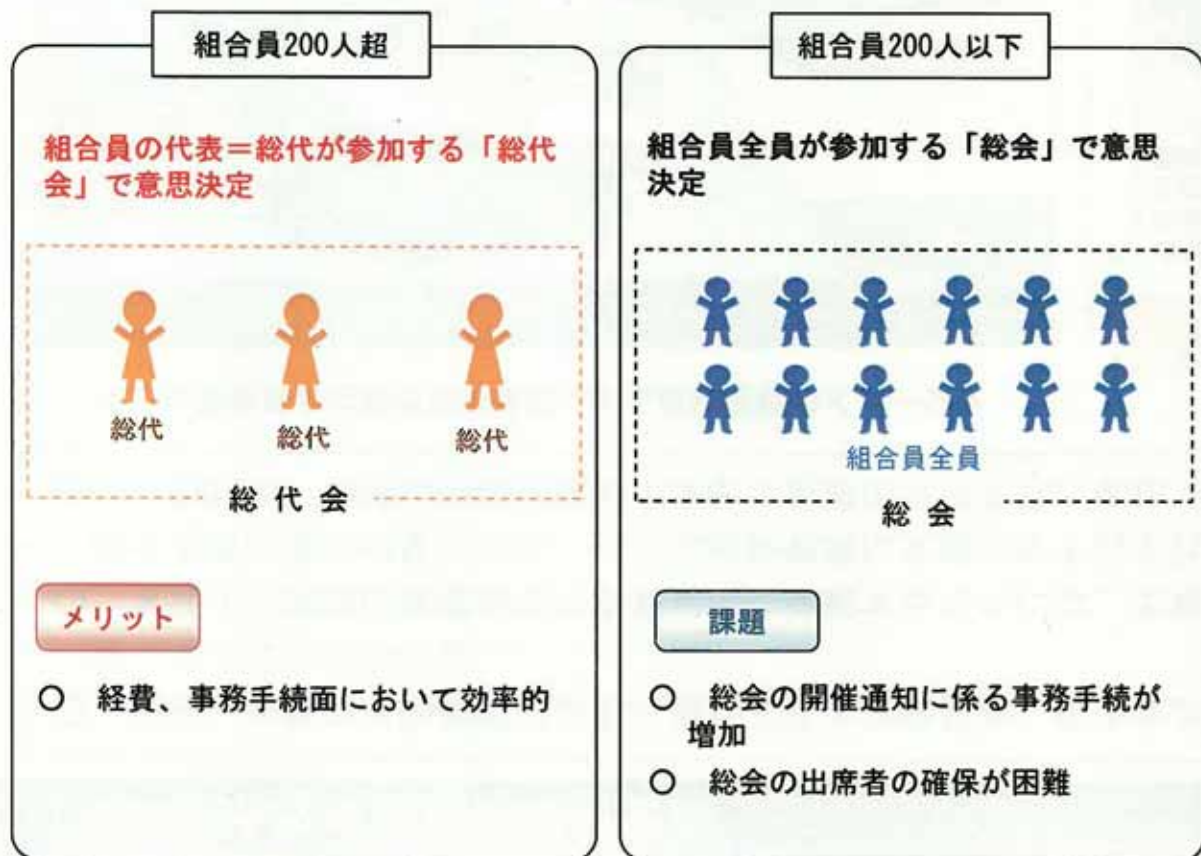 組合員200人超
組合員の代表＝総代が参加する「総代
会」で意思決定
総代
総代
総代
総代会
メリット
○ 経費、事務手続面において効率的
組合員200人以下
組合員全員が参加する「総会」で意思
決定
組合員全員
総会
課題
○ 総会の開催通知に係る事務手続が
増加
○ 総会の出席者の確保が困難